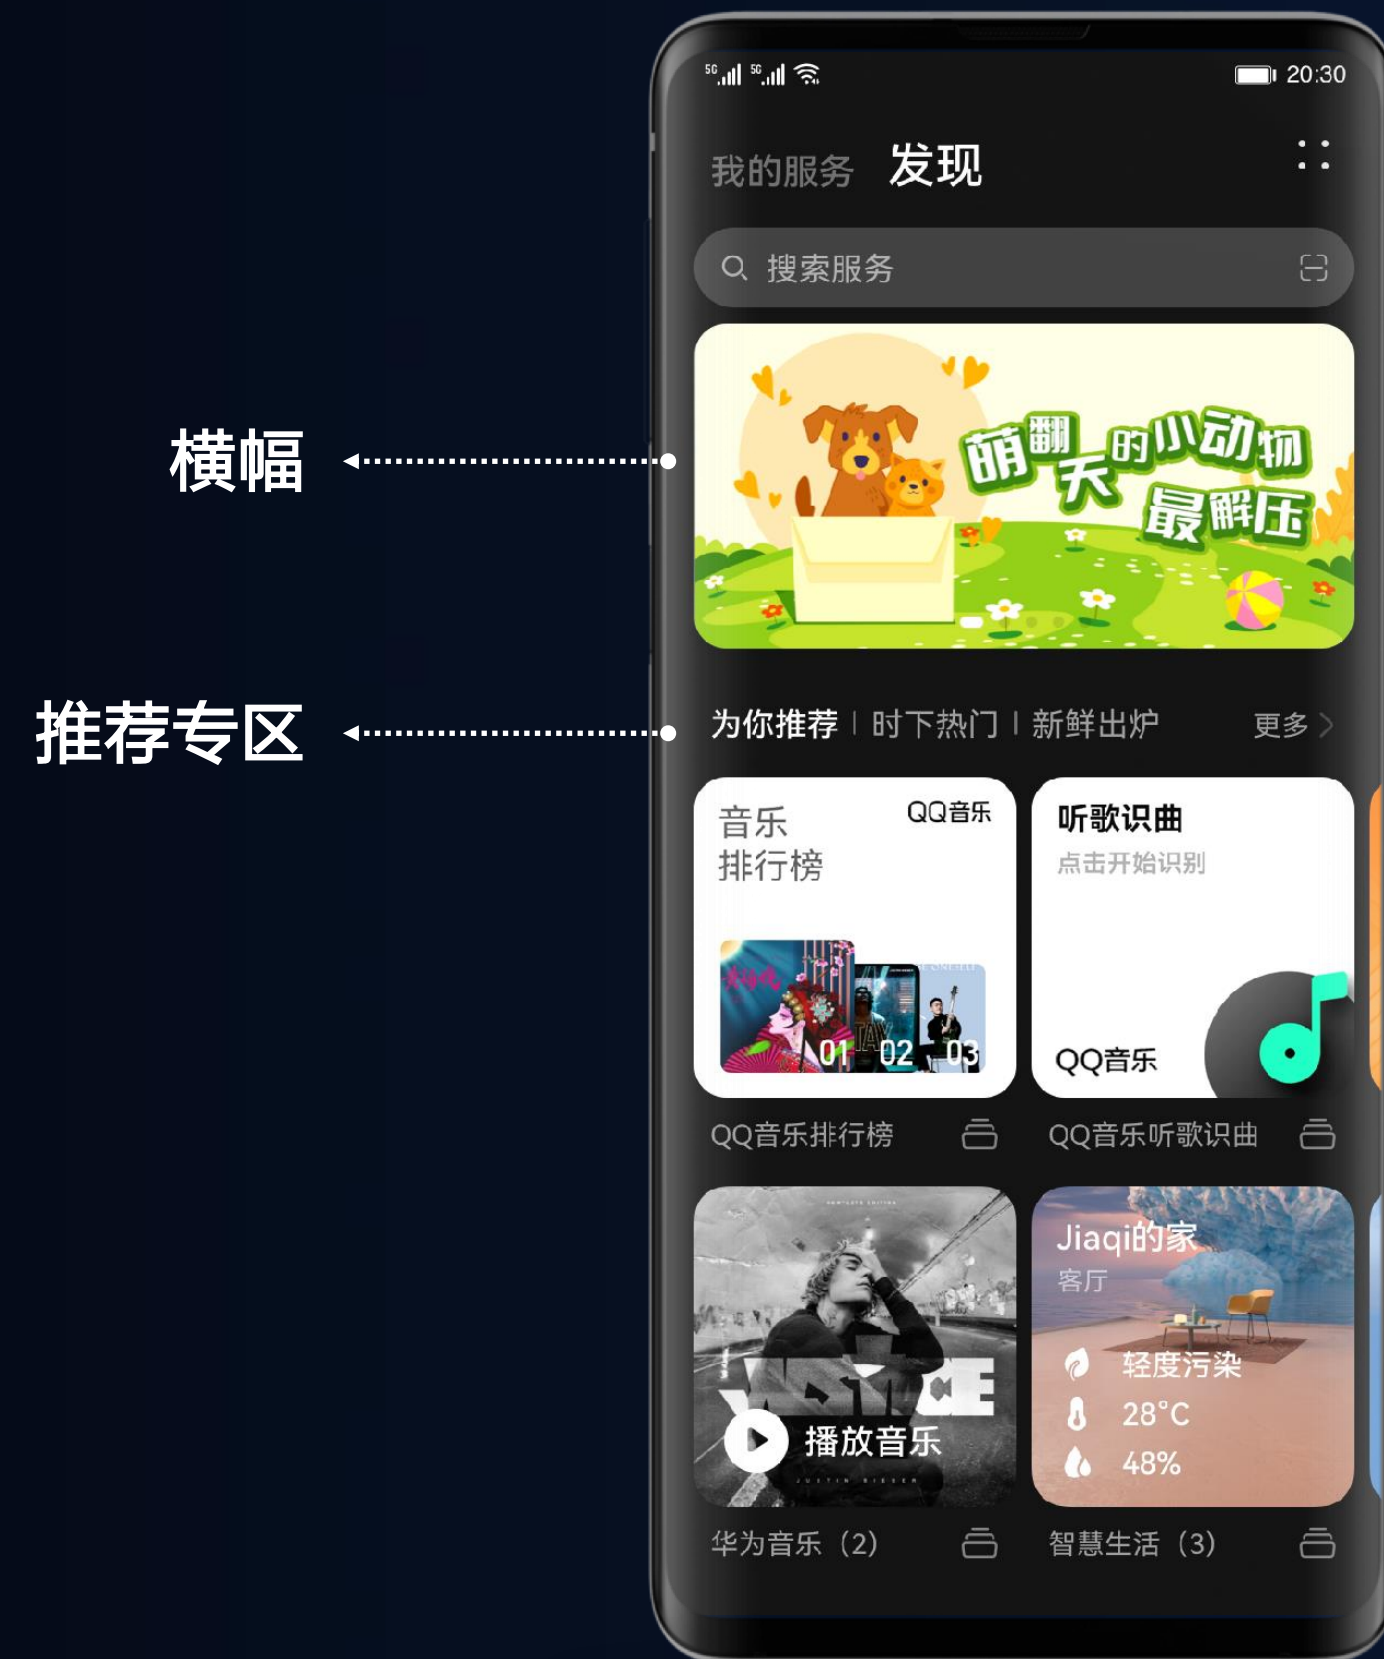 5G 5G 20:30
我的服务 发现
搜索服务
横幅
萌翻天的小动物
最解压
推荐专区
为你推荐 时下热门 新鲜出炉 更多
音乐
排行榜
QQ音乐
01 02 03
QQ音乐排行榜
听歌识曲
点击开始识别
QQ音乐
QQ音乐听歌识曲
JUSTICE
播放音乐
JUSTIN BIEBER
华为音乐（2）
Jiaqi的家
客厅
轻度污染
28°C
48%
智慧生活（3）